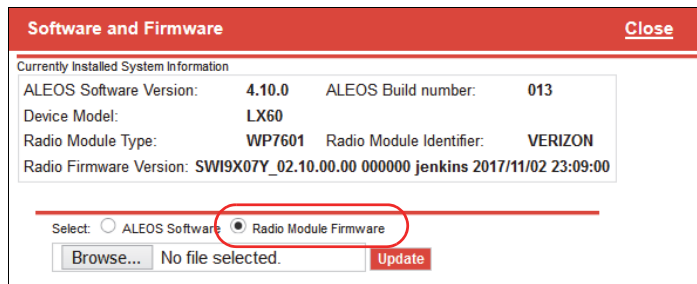 Software and Firmware Close
Currently Installed System Information
ALEOS Software Version: 4.10.0 ALEOS Build number: 013
Device Model: LX60
Radio Module Type: WP7601 Radio Module Identifier: VERIZON
Radio Firmware Version: SWI9X07Y_02.10.00.00 000000 jenkins 2017/11/02 23:09:00
Select: ALEOS Software Radio Module Firmware
Browse... No file selected. Update